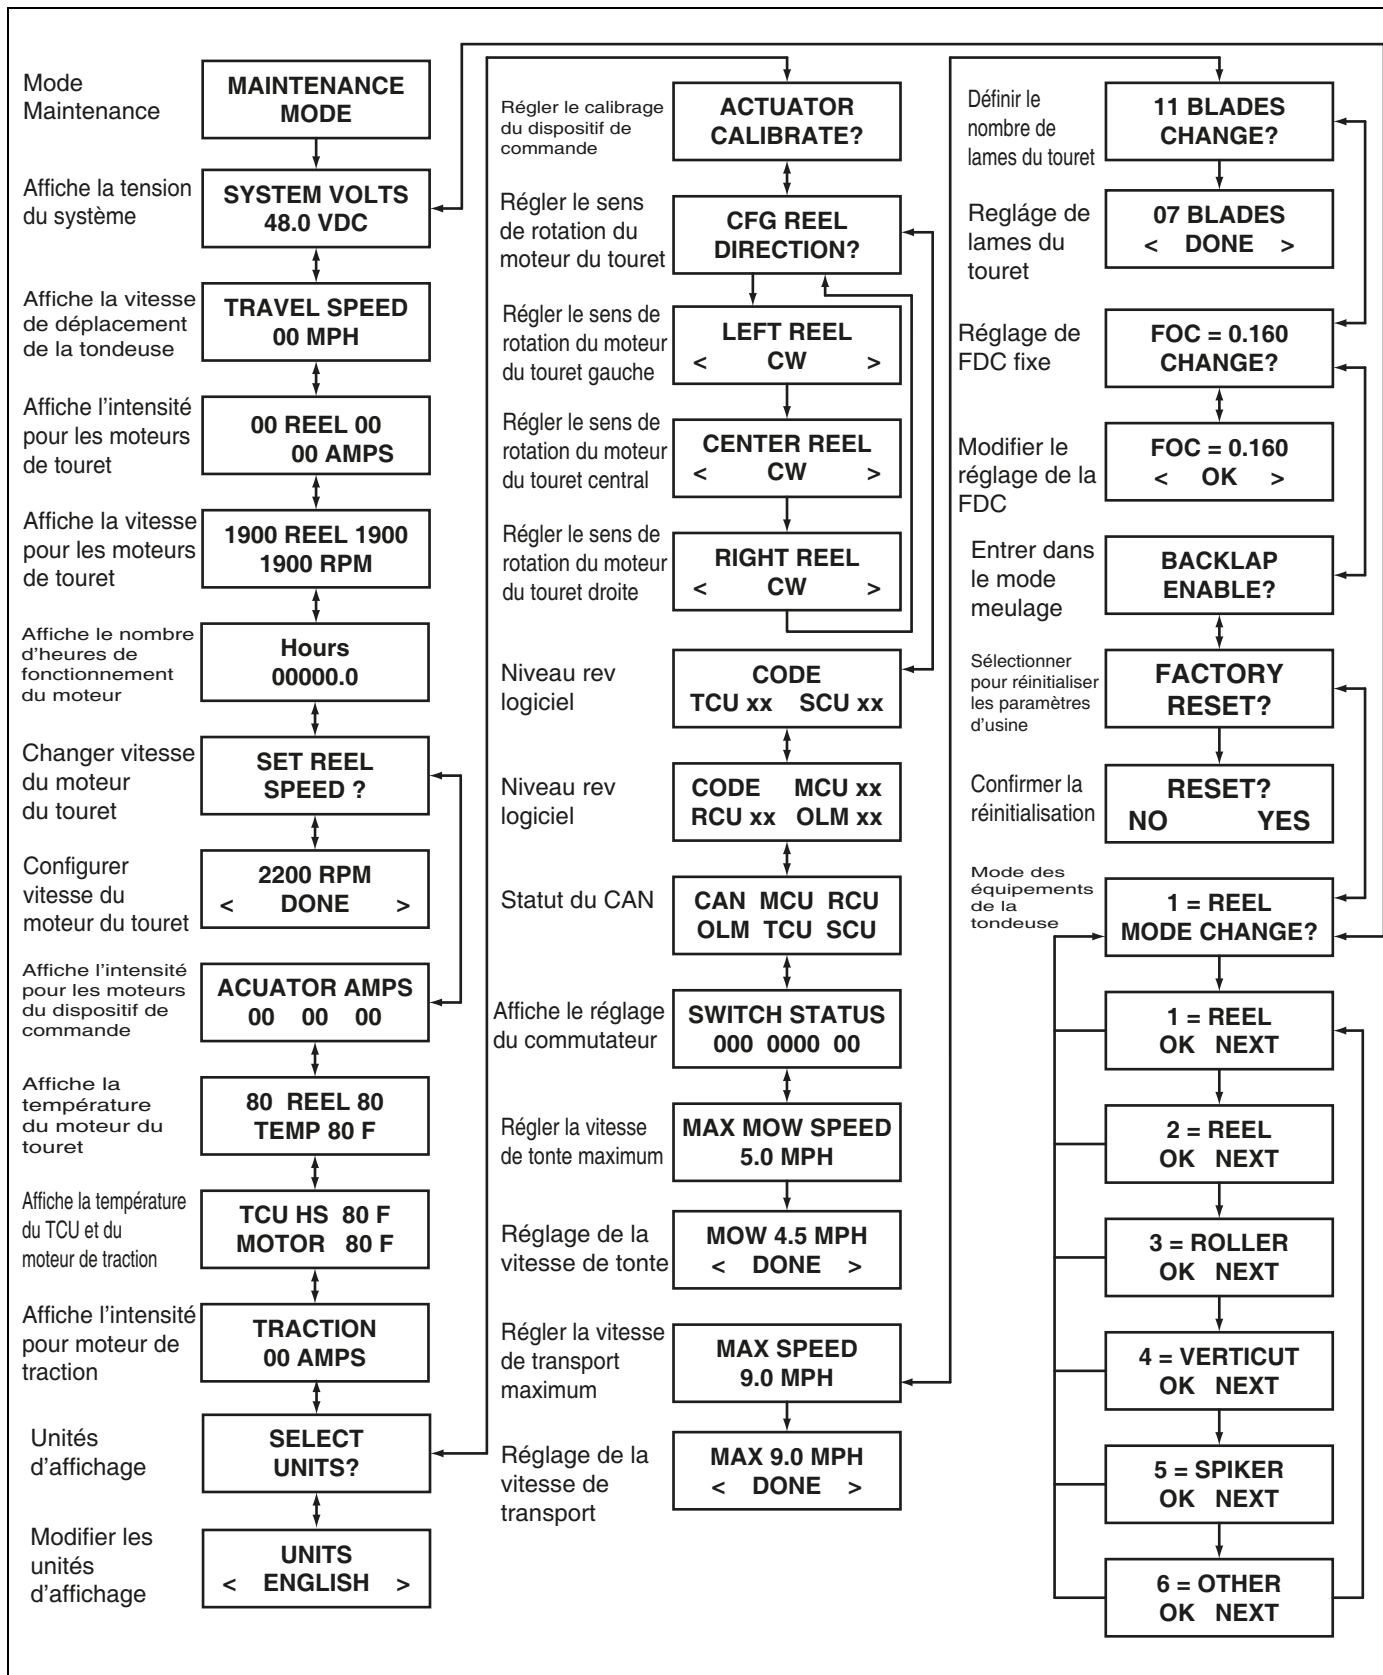 Mode
Maintenance
MAINTENANCE
MODE
Affiche la tension
du système
SYSTEM VOLTS
48.0 VDC
Affiche la vitesse
de déplacement
de la tondeuse
TRAVEL SPEED
00 MPH
Affiche l'intensité
pour les moteurs
de touret
00 REEL 00
00 AMPS
Affiche la vitesse
pour les moteurs
de touret
1900 REEL 1900
1900 RPM
Affiche le nombre
d'heures de
fonctionnement
du moteur
Hours
00000.0
Changer vitesse
du moteur
du touret
SET REEL
SPEED ?
Configurer
vitesse du
moteur du touret
2200 RPM
< DONE >
Affiche l'intensité
pour les moteurs
du dispositif de
commande
ACUATOR AMPS
00 00 00
Affiche la
température
du moteur du
touret
80 REEL 80
TEMP 80 F
Affiche la température
du TCU et du
moteur de traction
TCU HS 80 F
MOTOR 80 F
Affiche l'intensité
pour moteur de
traction
TRACTION
00 AMPS
Unités
d'affichage
SELECT
UNITS?
Modifier les
unités
d'affichage
UNITS
< ENGLISH >
Régler le calibrage
du dispositif de
commande
ACTUATOR
CALIBRATE?
Régler le sens
de rotation du
moteur du touret
CFG REEL
DIRECTION?
Régler le sens de
rotation du moteur
du touret gauche
LEFT REEL
< CW >
Régler le sens de
rotation du moteur
du touret central
CENTER REEL
< CW >
Régler le sens de
rotation du moteur
du touret droite
RIGHT REEL
< CW >
Niveau rev
logiciel
CODE
TCU xx SCU xx
Niveau rev
logiciel
CODE MCU xx
RCU xx OLM xx
Statut du CAN
CAN MCU RCU
OLM TCU SCU
Affiche le réglage
du commutateur
SWITCH STATUS
000 0000 00
Régler la vitesse
de tonte maximum
MAX MOW SPEED
5.0 MPH
Réglage de la
vitesse de tonte
MOW 4.5 MPH
< DONE >
Régler la vitesse
de transport
maximum
MAX SPEED
9.0 MPH
Réglage de la
vitesse de
transport
MAX 9.0 MPH
< DONE >
Définir le
nombre de
lames du touret
11 BLADES
CHANGE?
Regláge de
lames du
touret
07 BLADES
< DONE >
Réglage de
FDC fixe
FOC = 0.160
CHANGE?
Modifier le
réglage de la
FDC
FOC = 0.160
< OK >
Entrer dans
le mode
meulage
BACKLAP
ENABLE?
Sélectionner
pour réinitialiser
les paramètres
d'usine
FACTORY
RESET?
Confirmer la
réinitialisation
RESET?
NO YES
Mode des
équipements
de la
tondeuse
1 = REEL
MODE CHANGE?
1 = REEL
OK NEXT
2 = REEL
OK NEXT
3 = ROLLER
OK NEXT
4 = VERTICUT
OK NEXT
5 = SPIKER
OK NEXT
6 = OTHER
OK NEXT